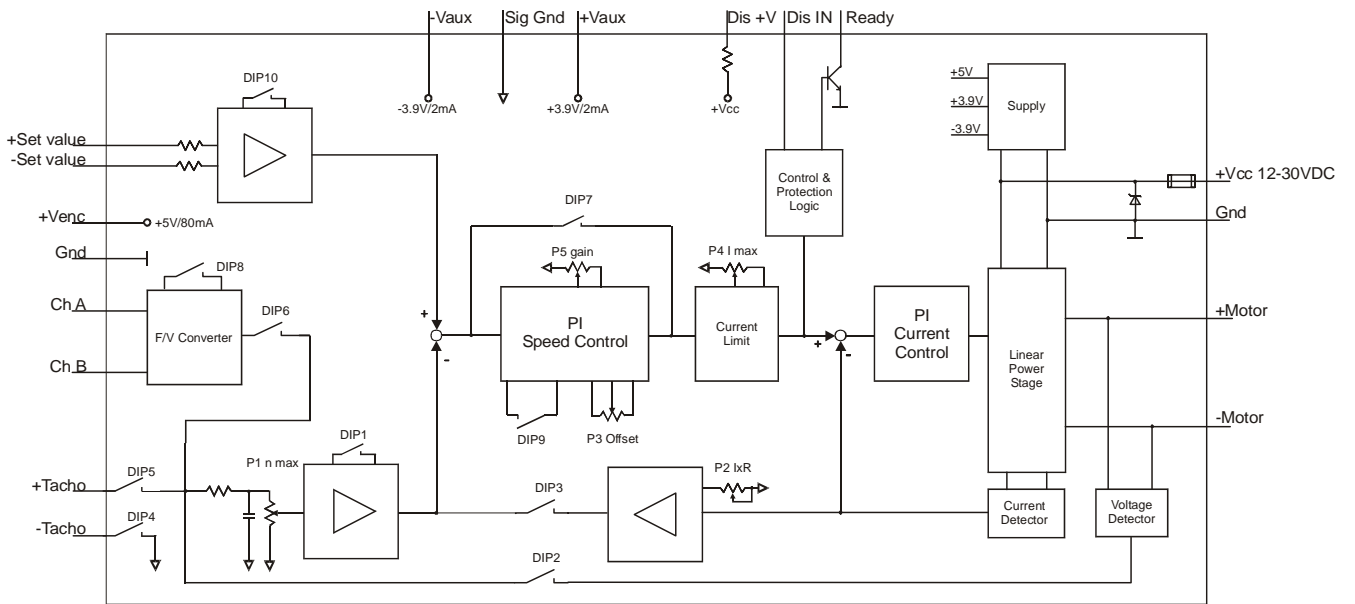 -Vaux
Sig Gnd
+Vaux
Dis +V
Dis IN
Ready
DIP10
-3.9V/2mA
+3.9V/2mA
+Vcc
+5V
+3.9V
-3.9V
Supply
+Set value
-Set value
Control &
Protection
Logic
+Vcc 12-30VDC
+Venc
+5V/80mA
DIP7
Gnd
Gnd
DIP8
P5 gain
P4 I max
Ch A
DIP6
+
PI
Speed Control
Current
Limit
PI
Current
Control
+Motor
F/V Converter
+
-
-
Linear
Power
Stage
Ch B
DIP9
P3 Offset
-Motor
DIP1
P1 n max
P2 IxR
DIP5
+Tacho
DIP3
DIP4
-Tacho
Current
Detector
Voltage
Detector
DIP2